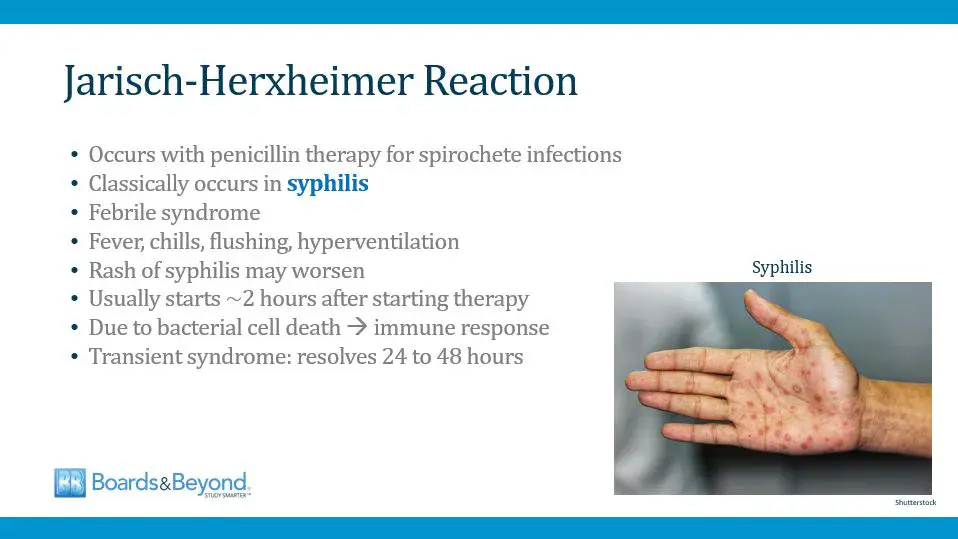 Jarisch-Herxheimer Reaction
• Occurs with penicillin therapy for spirochete infections
• Classically occurs in syphilis
• Febrile syndrome
• Fever, chills, flushing, hyperventilation
• Rash of syphilis may worsen
• Usually starts ~2 hours after starting therapy
• Due to bacterial cell death → immune response
• Transient syndrome: resolves 24 to 48 hours
Syphilis
BB Boards&Beyond
STUDY SMARTER™
Shutterstock